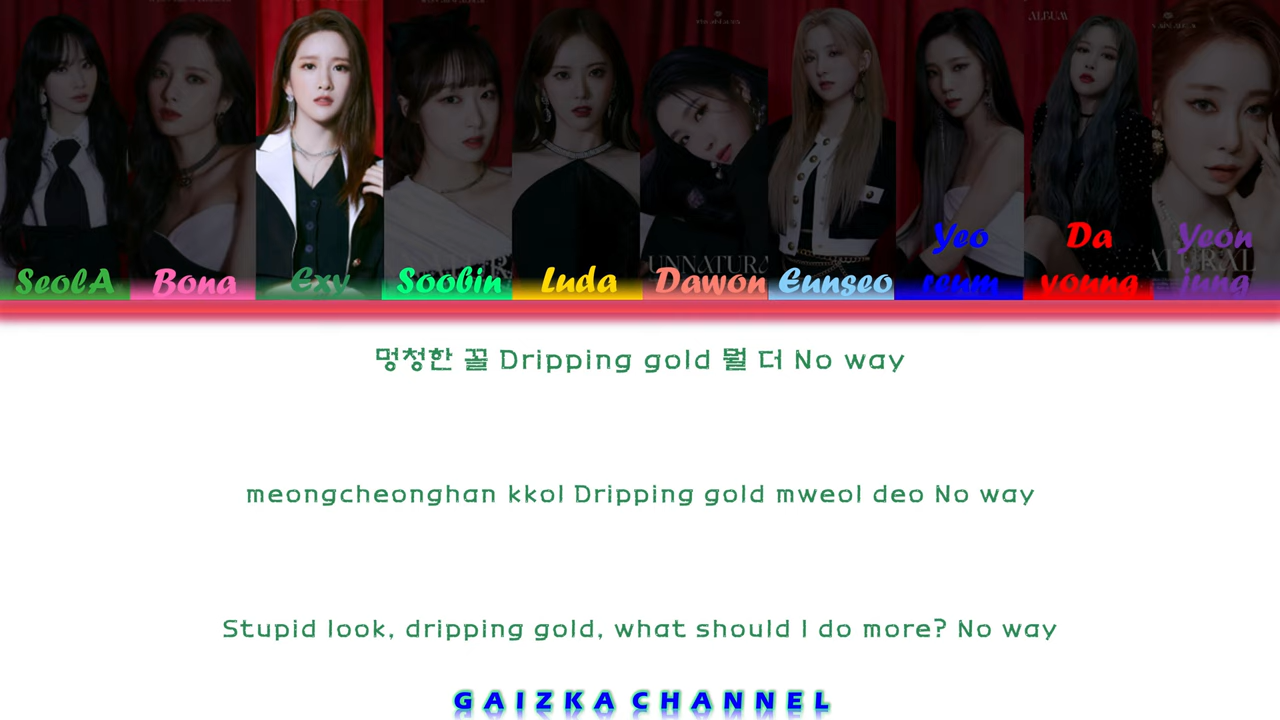 ALBUM
Yeo
Da
Yeon
SeolA
Bona
Exy
Soobin
Luda
Dawon
Eunseo
reum
young
jung
멍청한 꼴 Dripping gold 뭘 더 No way
meongcheonghan kkol Dripping gold mweol deo No way
Stupid look, dripping gold, what should I do more? No way
GAIZKA CHANNEL